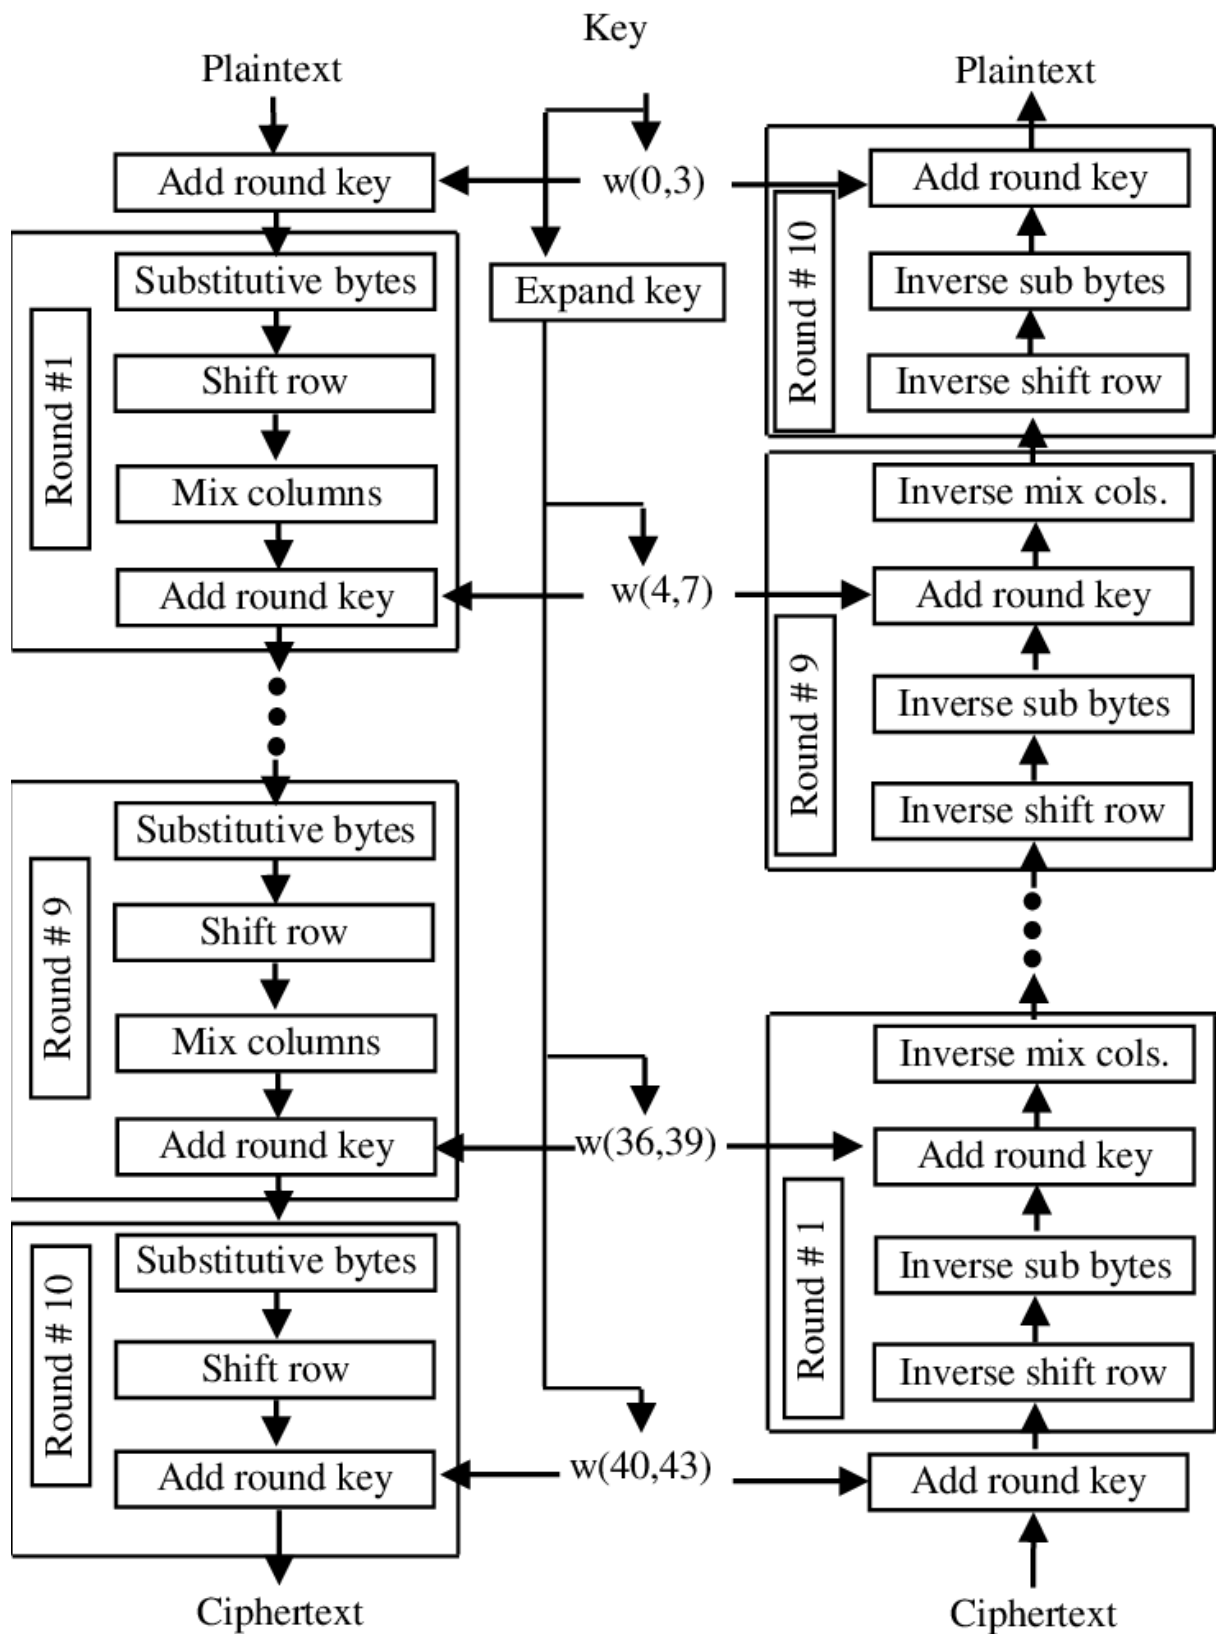 Key
Plaintext
Add round key
Round #1
Substitutive bytes
Shift row
Mix columns
Add round key
Round # 9
Substitutive bytes
Shift row
Mix columns
Add round key
Round # 10
Substitutive bytes
Shift row
Add round key
Ciphertext
w(0,3)
Expand key
w(4,7)
w(36,39)
w(40,43)
Plaintext
Round # 10
Add round key
Inverse sub bytes
Inverse shift row
Round # 9
Inverse mix cols.
Add round key
Inverse sub bytes
Inverse shift row
Round # 1
Inverse mix cols.
Add round key
Inverse sub bytes
Inverse shift row
Add round key
Ciphertext